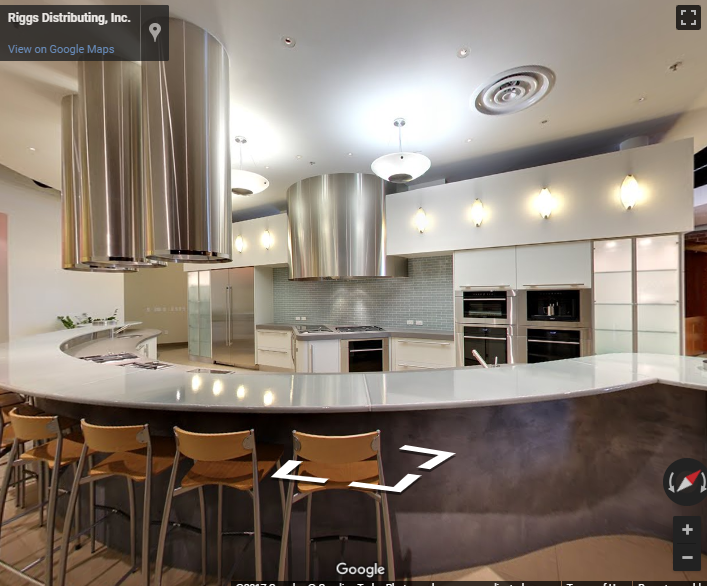 Riggs Distributing, Inc.
View on Google Maps
+
−
Google